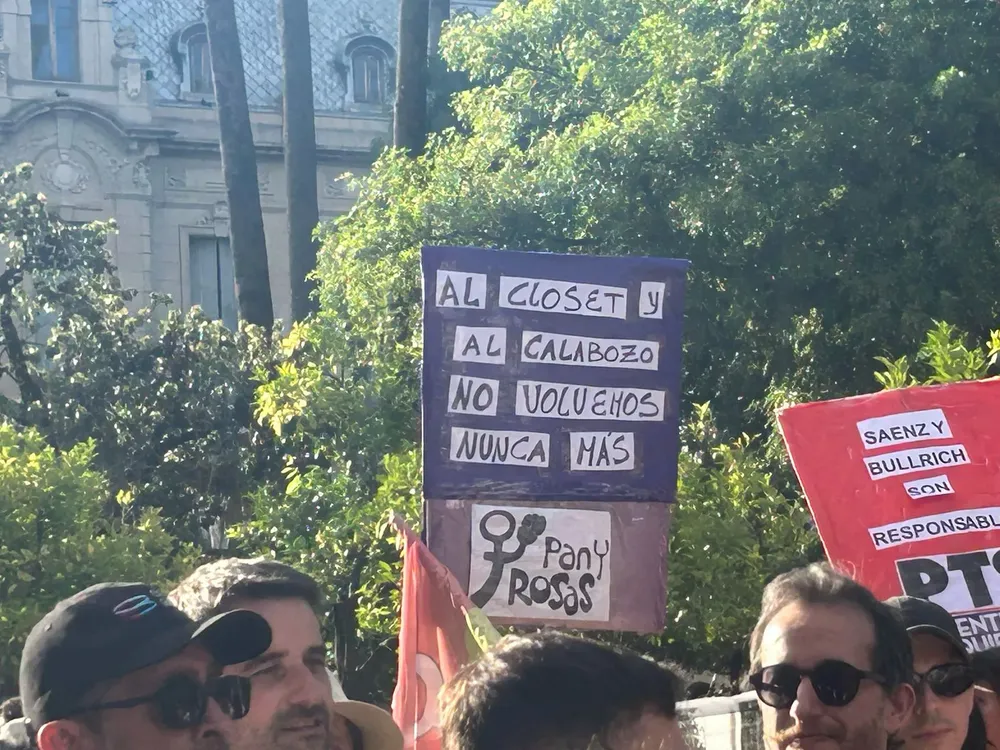 AL CLOSET Y
AL CALABOZO
NO VOLVEMOS
NUNCA MÁS
Pan y
ROSAS
SAENZ Y
BULLRICH
SON
RESPONSABL
PTS